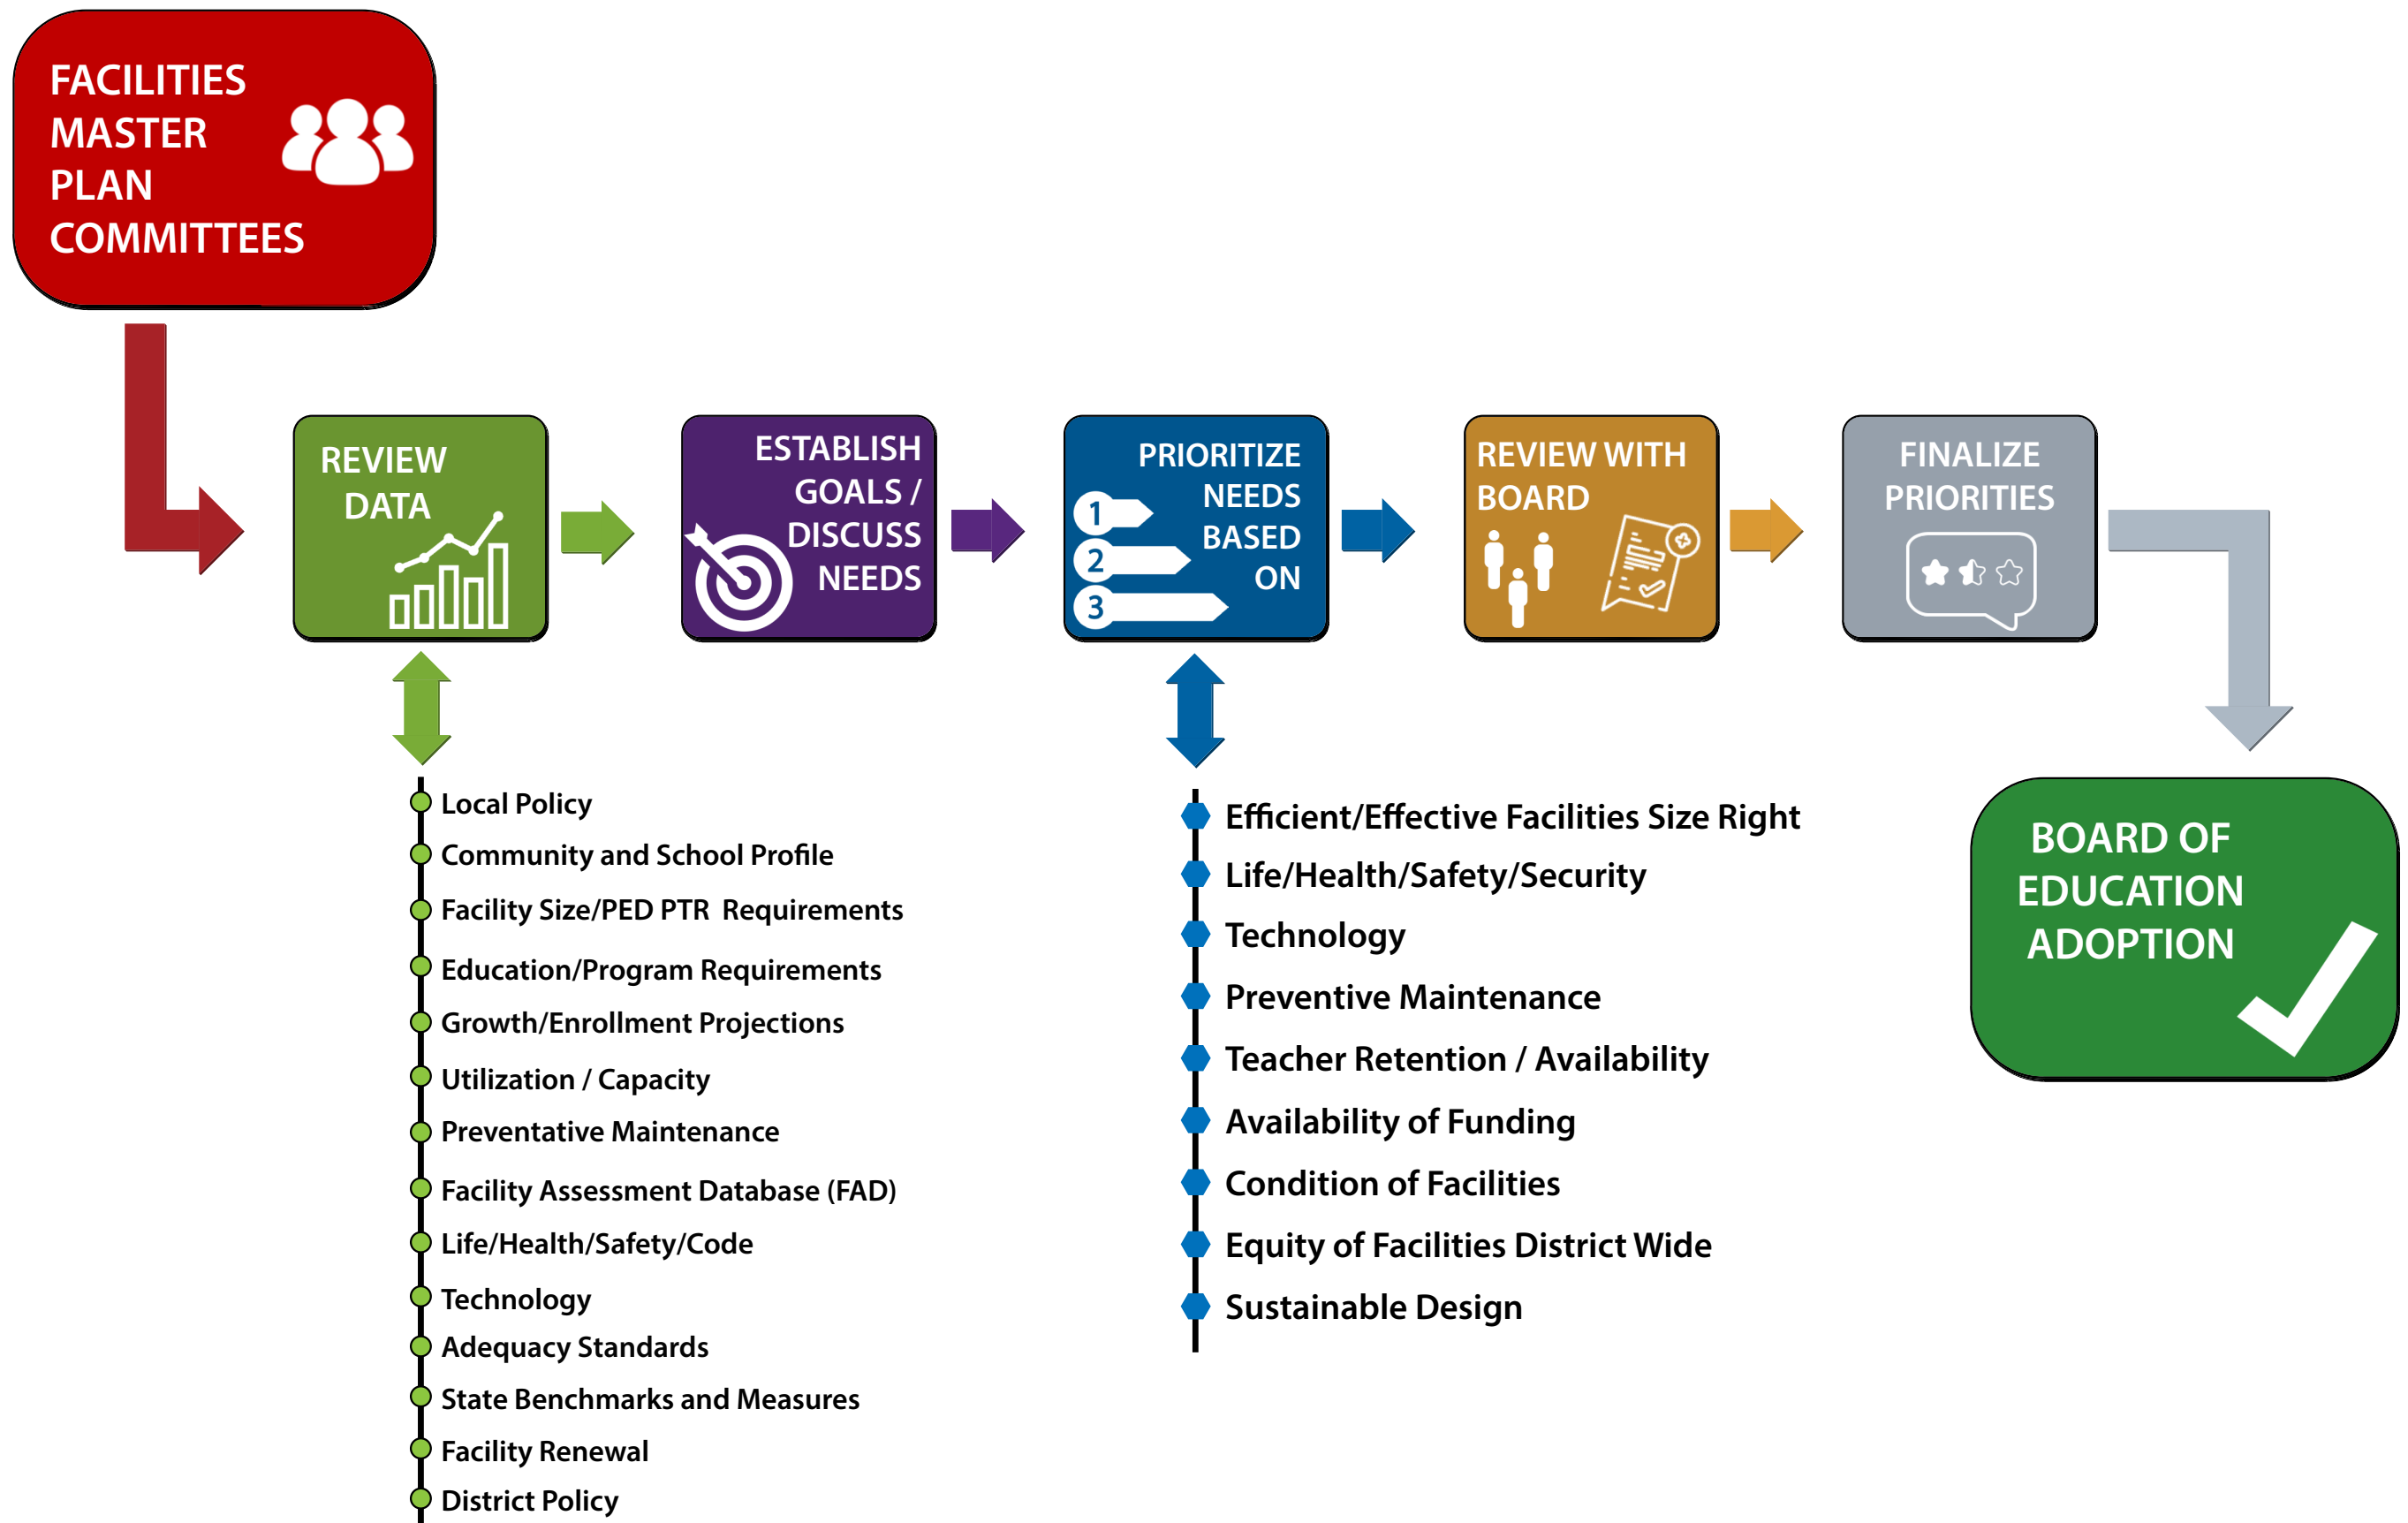 FACILITIES
MASTER
PLAN
COMMITTEES
REVIEW
DATA
ESTABLISH
GOALS /
DISCUSS
NEEDS
PRIORITIZE
NEEDS
BASED
ON
1
2
3
REVIEW WITH
BOARD
FINALIZE
PRIORITIES
Local Policy
Community and School Profile
Facility Size/PED PTR Requirements
Education/Program Requirements
Growth/Enrollment Projections
Utilization / Capacity
Preventative Maintenance
Facility Assessment Database (FAD)
Life/Health/Safety/Code
Technology
Adequacy Standards
State Benchmarks and Measures
Facility Renewal
District Policy
Efficient/Effective Facilities Size Right
Life/Health/Safety/Security
Technology
Preventive Maintenance
Teacher Retention / Availability
Availability of Funding
Condition of Facilities
Equity of Facilities District Wide
Sustainable Design
BOARD OF
EDUCATION
ADOPTION